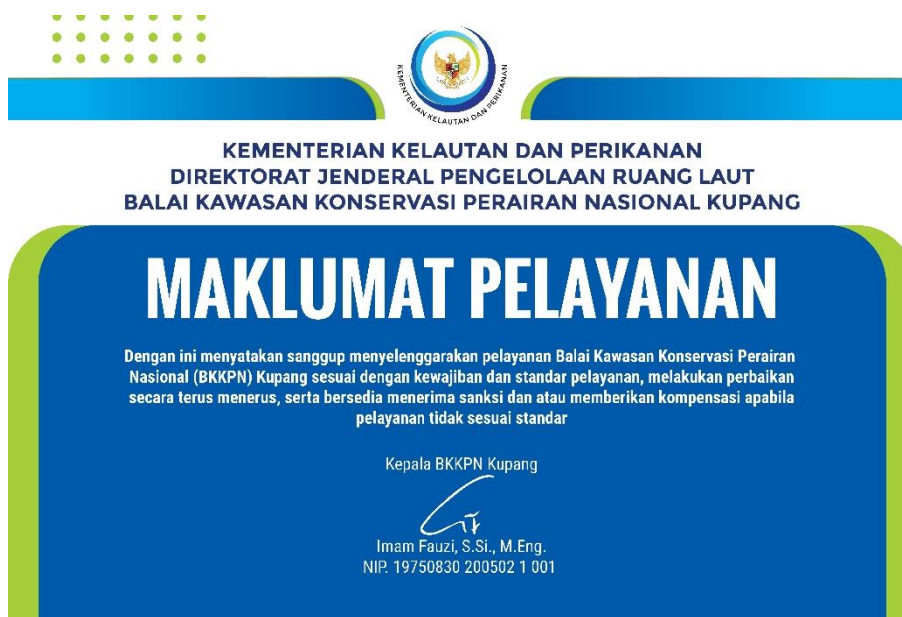 KEMENTERIAN KELAUTAN DAN PERIKANAN
KEMENTERIAN KELAUTAN DAN PERIKANAN
DIREKTORAT JENDERAL PENGELOLAAN RUANG LAUT
BALAI KAWASAN KONSERVASI PERAIRAN NASIONAL KUPANG
MAKLUMAT PELAYANAN
Dengan ini menyatakan sanggup menyelenggarakan pelayanan Balai Kawasan Konservasi Perairan
Nasional (BKKPN) Kupang sesuai dengan kewajiban dan standar pelayanan, melakukan perbaikan
secara terus menerus, serta bersedia menerima sanksi dan atau memberikan kompensasi apabila
pelayanan tidak sesuai standar
Kepala BKKPN Kupang
Imam Fauzi, S.Si., M.Eng.
NIP. 19750830 200502 1 001